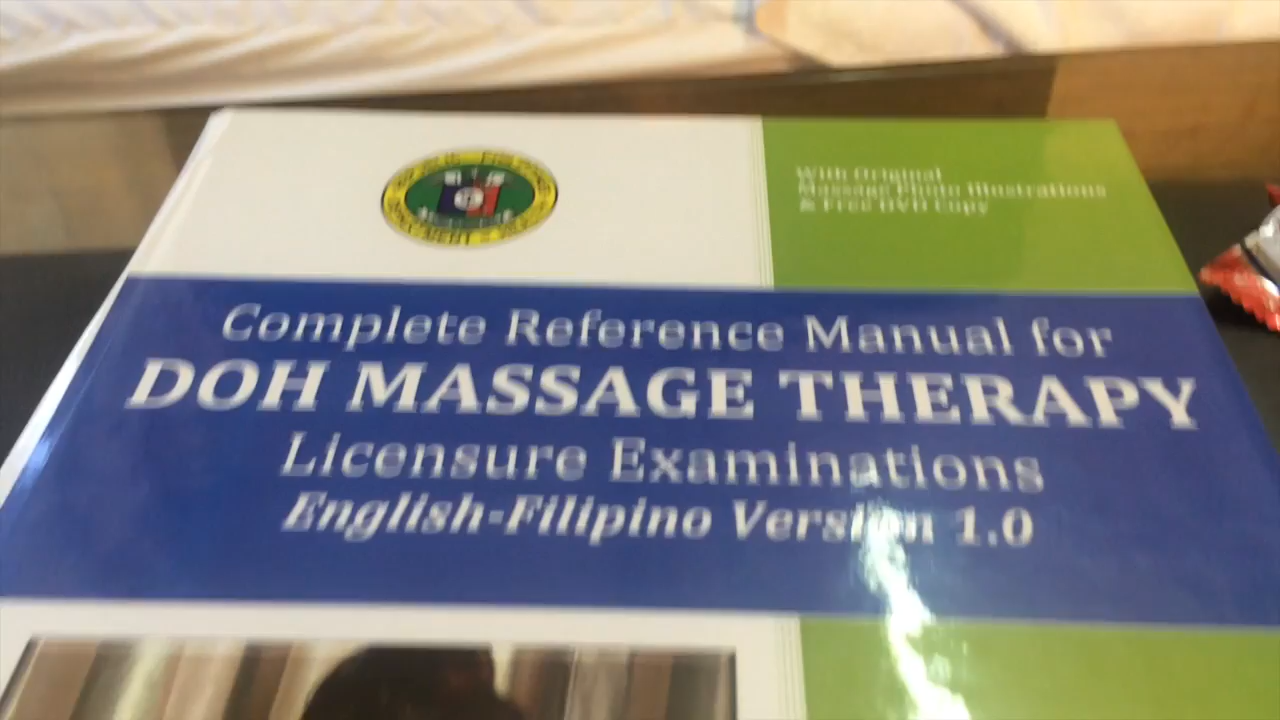 With Original
Massage Photo Illustrations
& Free DVD Copy
Complete Reference Manual for
DOH MASSAGE THERAPY
Licensure Examinations
English-Filipino Version 1.0